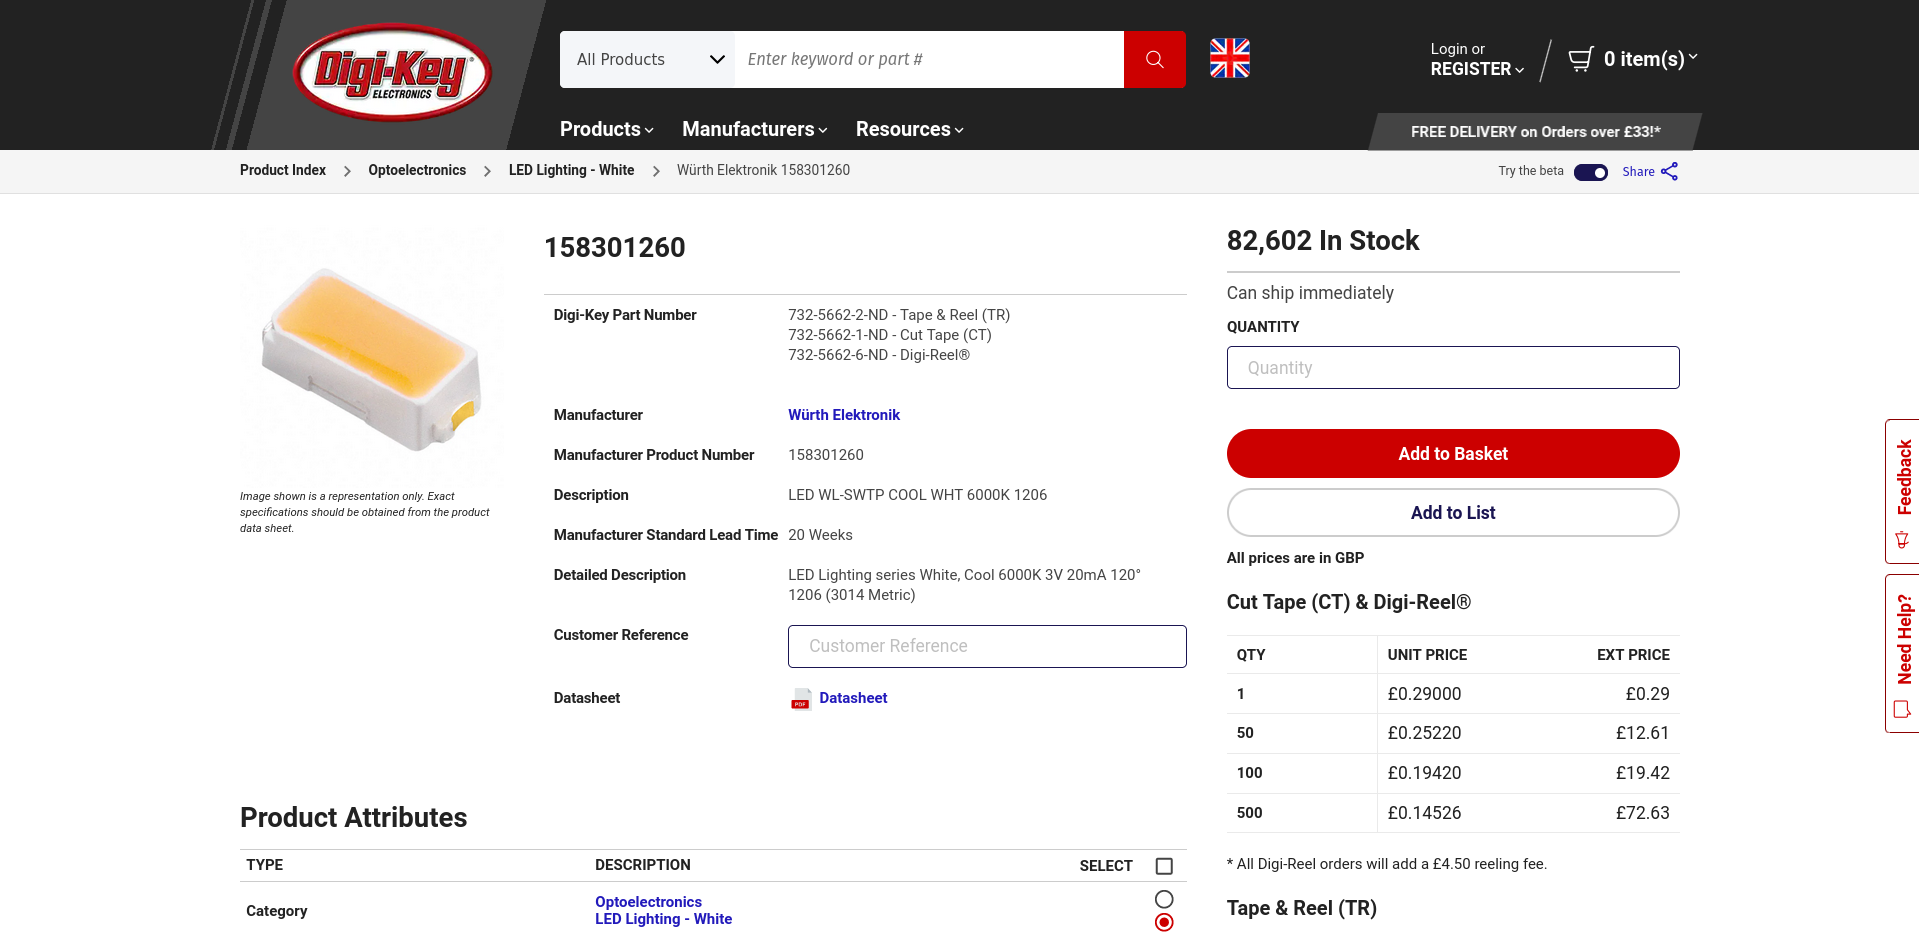 Digi-Key®
ELECTRONICS
All Products
Enter keyword or part #
Login or
REGISTER
0 item(s)
Products
Manufacturers
Resources
FREE DELIVERY on Orders over £33!*
Product Index
Optoelectronics
LED Lighting - White
Würth Elektronik 158301260
Try the beta
Share
Image shown is a representation only. Exact
specifications should be obtained from the product
data sheet.
158301260
Digi-Key Part Number
732-5662-2-ND - Tape & Reel (TR)
732-5662-1-ND - Cut Tape (CT)
732-5662-6-ND - Digi-Reel®
Manufacturer
Würth Elektronik
Manufacturer Product Number
158301260
Description
LED WL-SWTP COOL WHT 6000K 1206
Manufacturer Standard Lead Time
20 Weeks
Detailed Description
LED Lighting series White, Cool 6000K 3V 20mA 120°
1206 (3014 Metric)
Customer Reference
Customer Reference
Datasheet
PDF
Datasheet
82,602 In Stock
Can ship immediately
QUANTITY
Quantity
Add to Basket
Add to List
All prices are in GBP
Cut Tape (CT) & Digi-Reel®
QTY UNIT PRICE EXT PRICE
1 £0.29000 £0.29
50 £0.25220 £12.61
100 £0.19420 £19.42
500 £0.14526 £72.63
* All Digi-Reel orders will add a £4.50 reeling fee.
Tape & Reel (TR)
Product Attributes
TYPE DESCRIPTION SELECT
Category
Optoelectronics
LED Lighting - White
Feedback
Need Help?